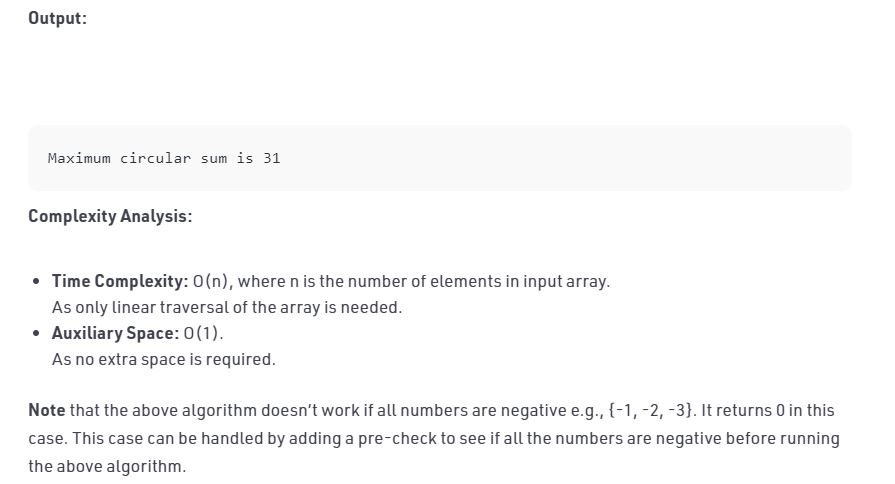 Output:
Maximum circular sum is 31
Complexity Analysis:
• Time Complexity: O(n), where n is the number of elements in input array.
As only linear traversal of the array is needed.
• Auxiliary Space: O(1).
As no extra space is required.
Note that the above algorithm doesn’t work if all numbers are negative e.g., {-1, -2, -3}. It returns 0 in this
case. This case can be handled by adding a pre-check to see if all the numbers are negative before running
the above algorithm.